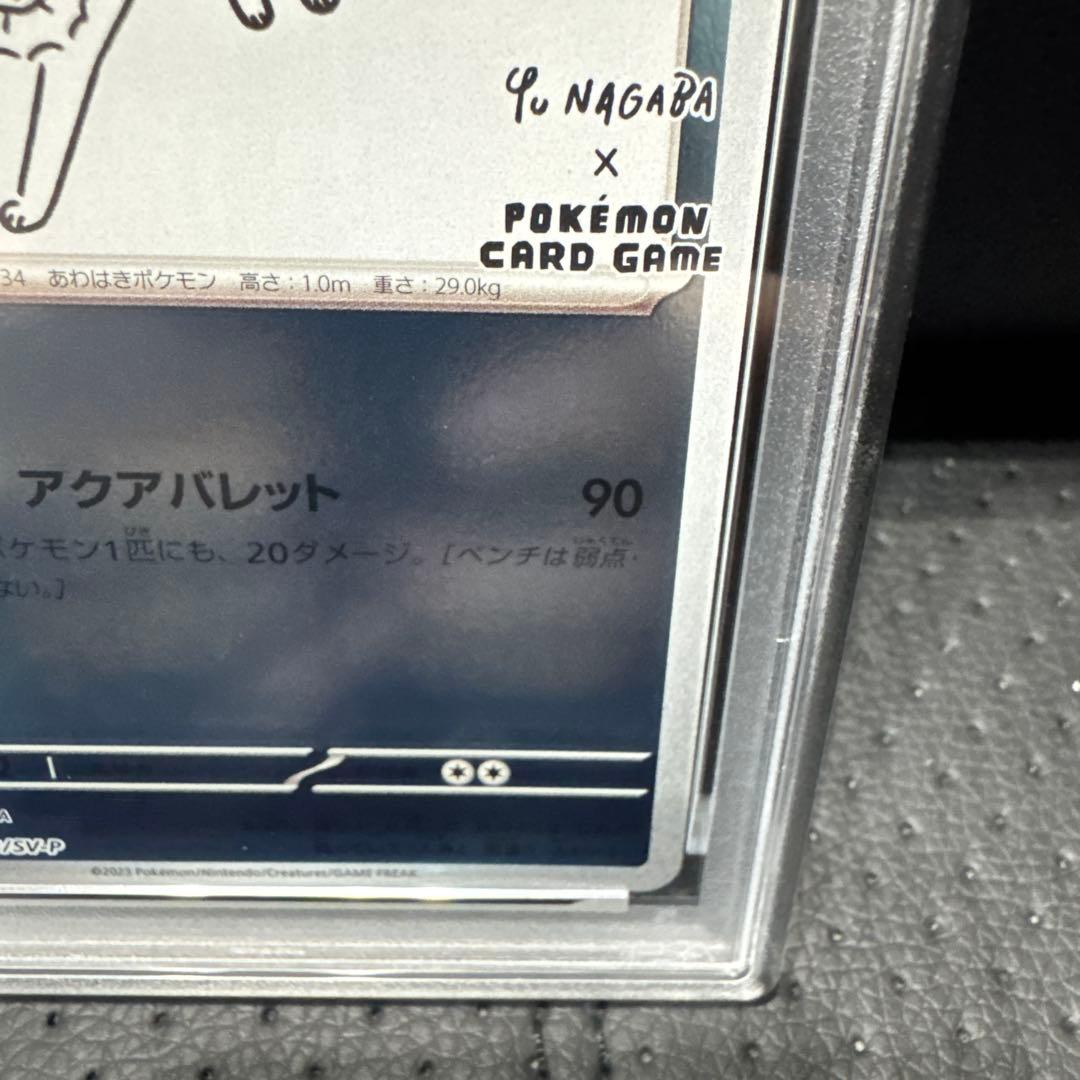 Yu NAGABA
×
POKÉMON
CARD GAME
34 あわはきポケモン 高さ:1.0m 重さ:29.0kg
アクアバレット 90
ポケモン1匹にも、20ダメージ。[ベンチは弱点・
ない。]
/SV-P
©2023 Pokémon/Nintendo/Creatures/GAME FREAK